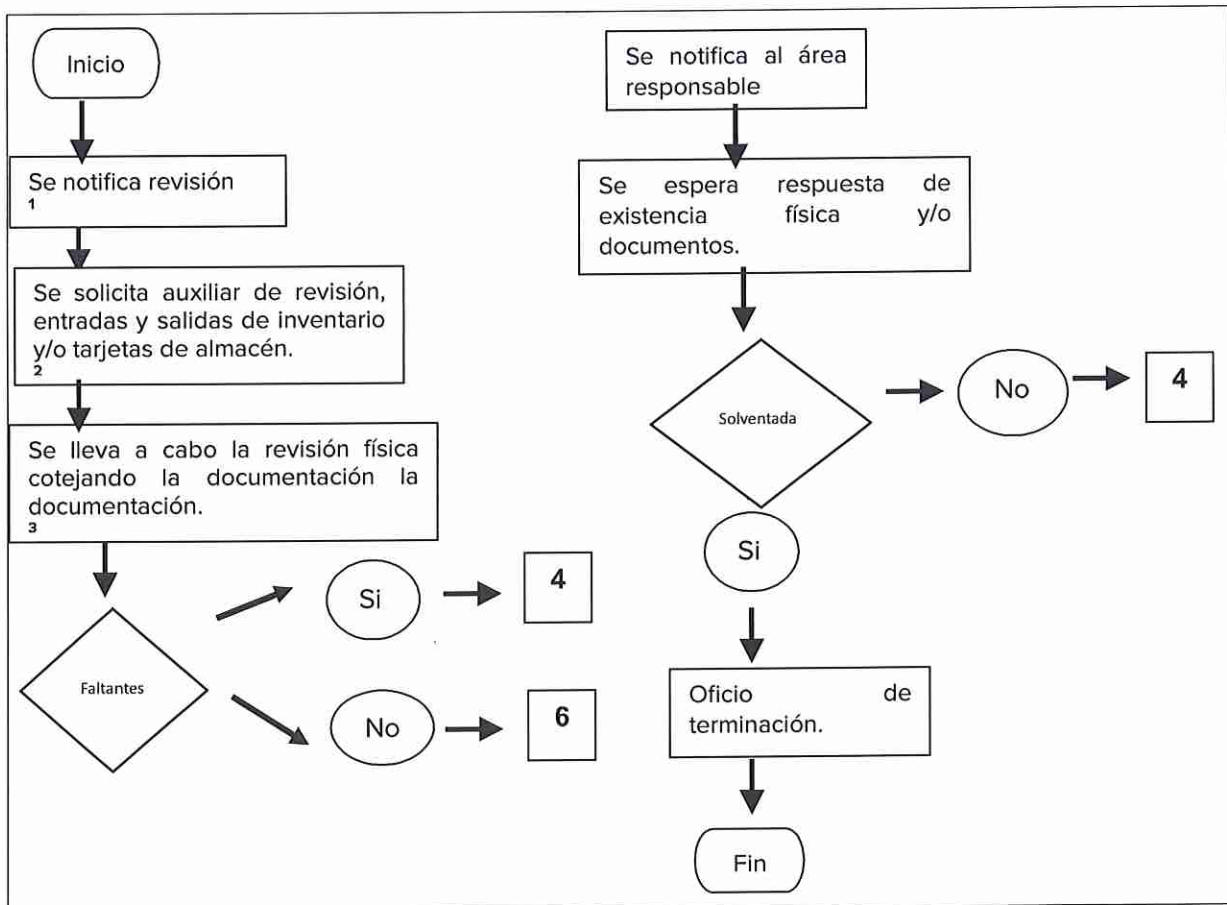 Inicio
Se notifica revisión
1
Se solicita auxiliar de revisión,
entradas y salidas de inventario
y/o tarjetas de almacén.
2
Se lleva a cabo la revisión física
cotejando la documentación la
documentación.
3
Faltantes
Si
4
No
6
Se notifica al área
responsable
Se espera respuesta de
existencia física y/o
documentos.
Solventada
No
4
Si
Oficio de
terminación.
Fin